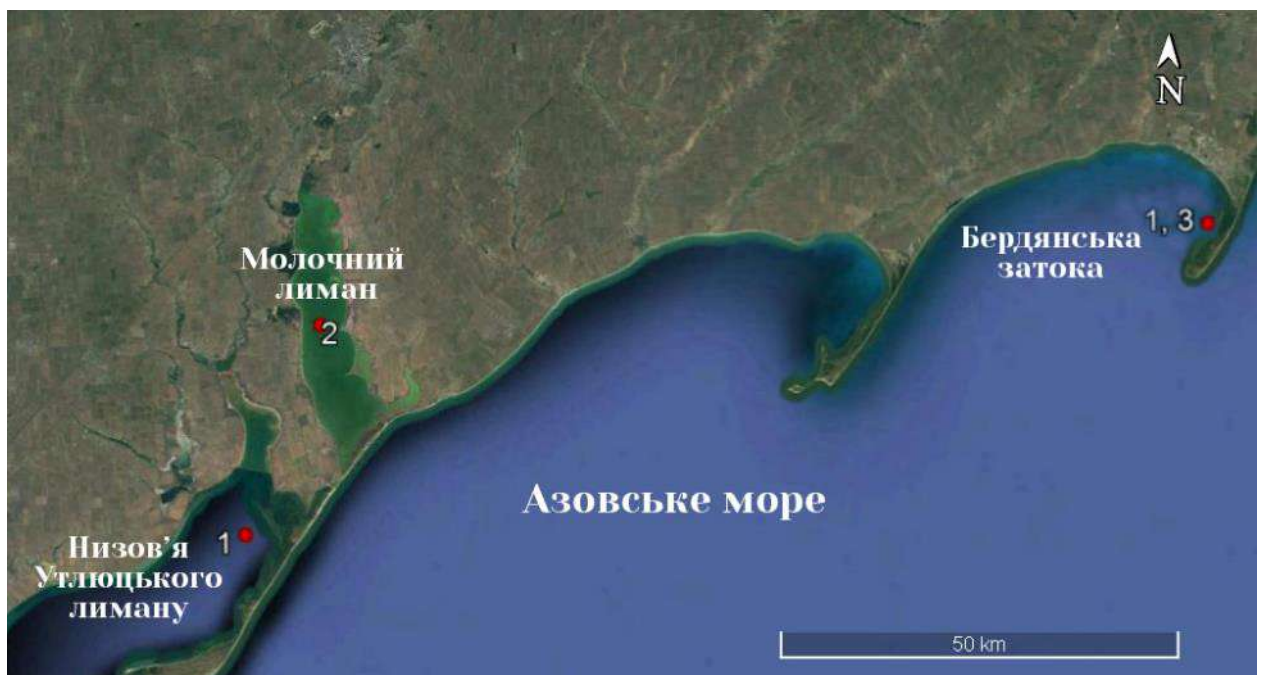 N
1, 3
Бердянська
затока
Молочний
лиман
2
Азовське море
1
Низов’я
Утлюцького
лиману
50 km